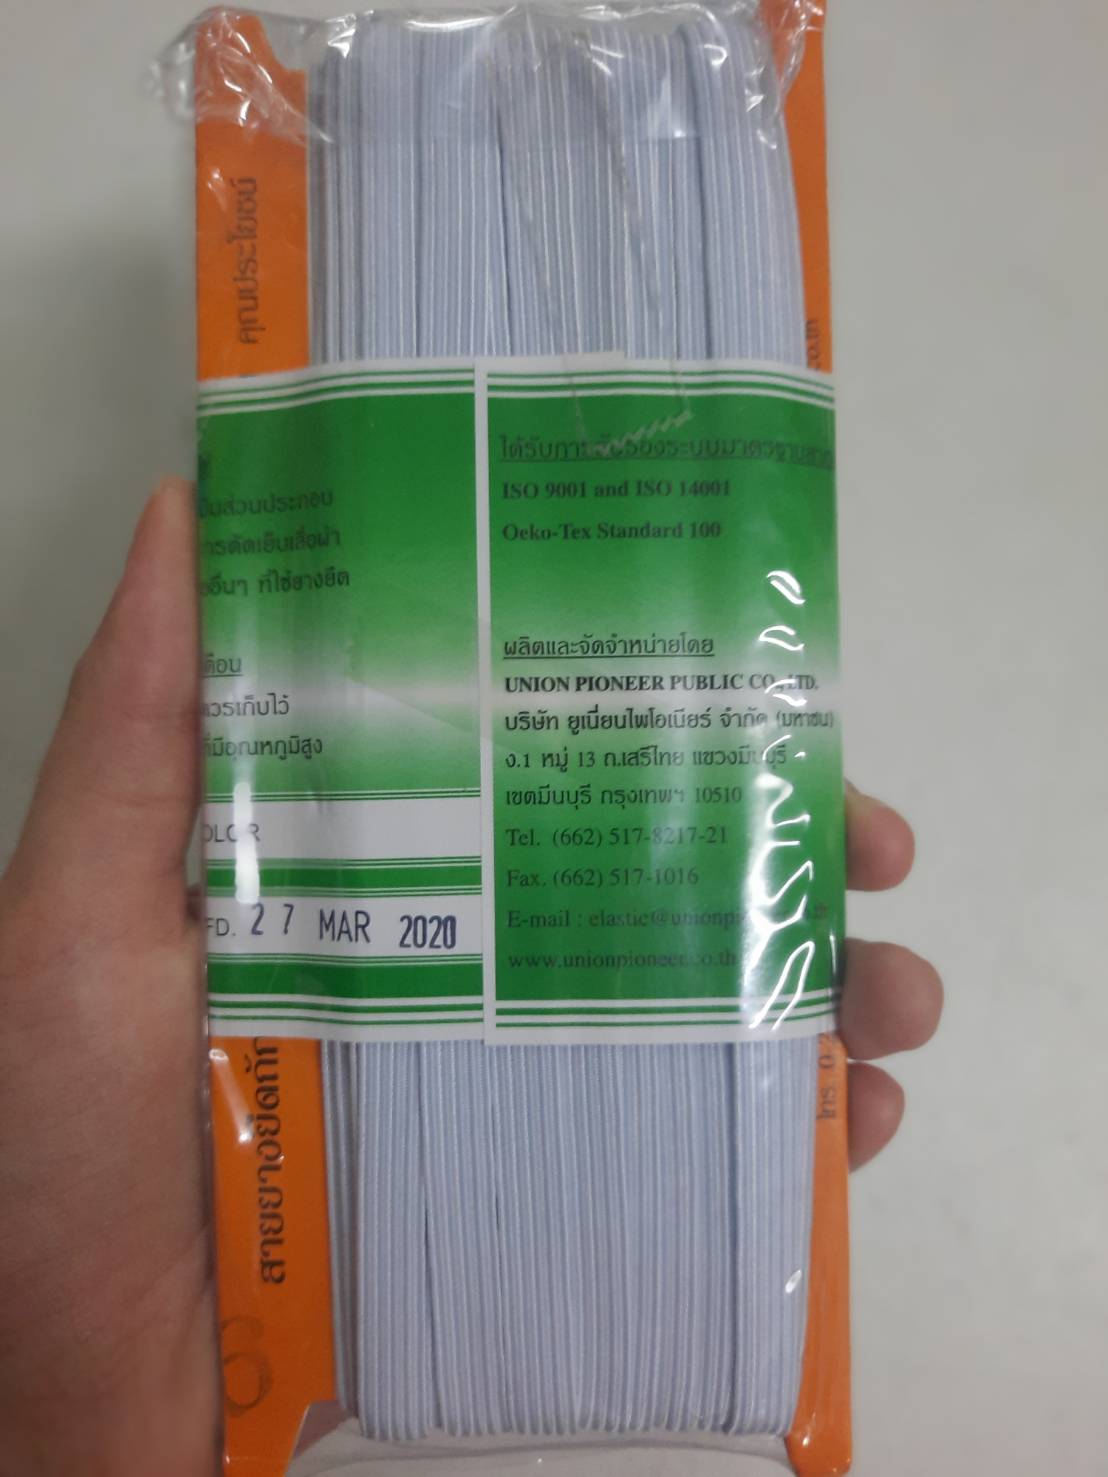 คุณประโยชน์
เป็นส่วนประกอบ
การตัดเย็บเสื้อผ้า
อื่นๆ ที่ใช้ยางยืด
เตือน
ควรเก็บไว้
ที่มีอุณหภูมิสูง
OLOR
FD. 27 MAR 2020
ได้รับการรับรองระบบมาตรฐาน
ISO 9001 and ISO 14001
Oeko-Tex Standard 100
ผลิตและจัดจำหน่ายโดย
UNION PIONEER PUBLIC CO.,LTD.
บริษัท ยูเนี่ยนไพโอเนียร์ จำกัด (มหาชน)
ง.1 หมู่ 13 ถ.เสรีไทย แขวงมีนบุรี
เขตมีนบุรี กรุงเทพฯ 10510
Tel. (662) 517-8217-21
Fax. (662) 517-1016
E-mail : elastic@unionpi
www.unionpioneer.co.th
สายยางยืดถัก
โทร. 0-2
co.th